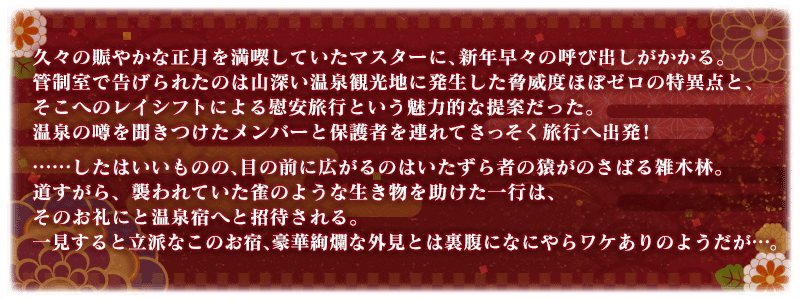 久々の賑やかな正月を満喫していたマスターに、新年早々の呼び出しがかかる。
管制室で告げられたのは山深い温泉観光地に発生した脅威度ほぼゼロの特異点と、
そこへのレイシフトによる慰安旅行という魅力的な提案だった。
温泉の噂を聞きつけたメンバーと保護者を連れてさっそく旅行へ出発！
……したはいいものの、目の前に広がるのはいたずら者の猿がのさばる雑木林。
道すがら、襲われていた雀のような生き物を助けた一行は、
そのお礼にと温泉宿へと招待される。
一見すると立派なこのお宿、豪華絢爛な外見とは裏腹になにやらワケありのようだが…。